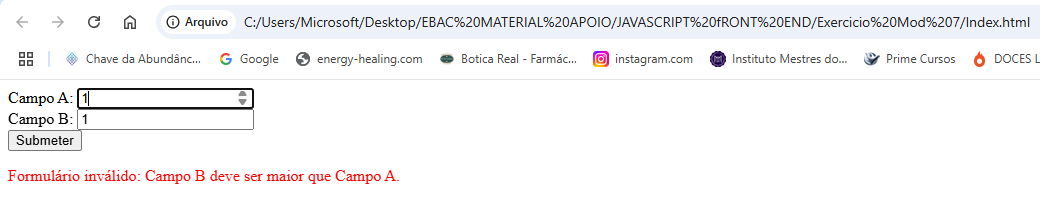 Arquivo C:/Users/Microsoft/Desktop/EBAC%20MATERIAL%20APOIO/JAVASCRIPT%20fRONT%20END/Exercicio%20Mod%207/Index.html
Chave da Abundânc... Google energy-healing.com Botica Real - Farmác... instagram.com Instituto Mestres do... Prime Cursos DOCES L
Campo A: 1
Campo B: 1
Submeter
Formulário inválido: Campo B deve ser maior que Campo A.